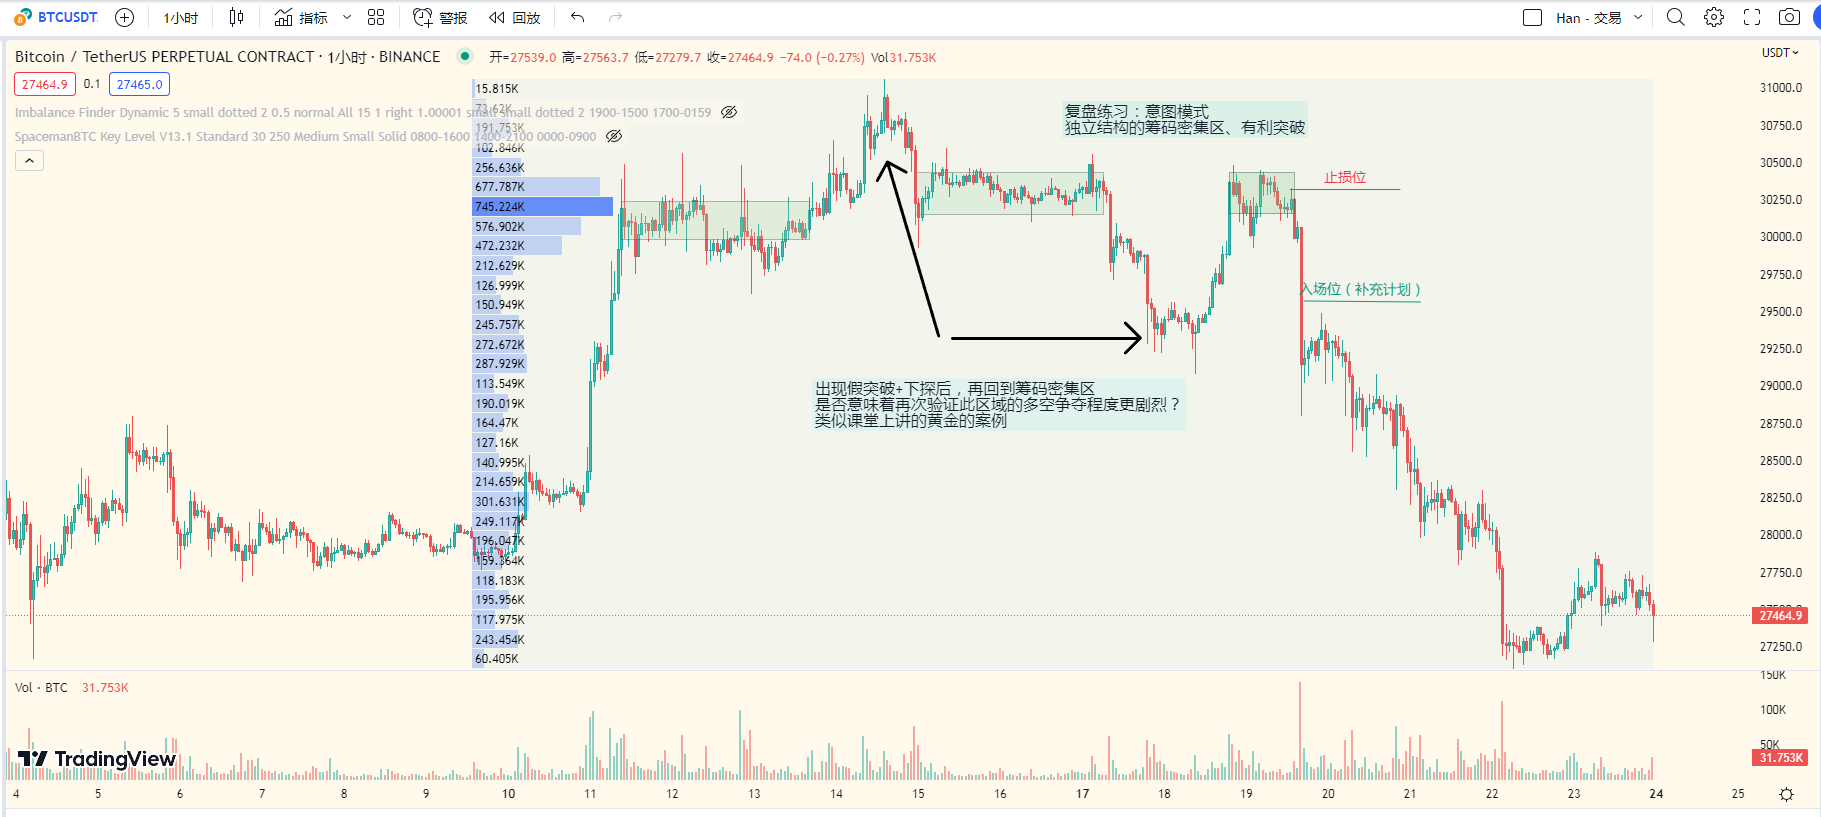 BTCUSDT 1小时 指标 警报 回放 Han - 交易
Bitcoin / TetherUS PERPETUAL CONTRACT · 1小时 · BINANCE 开=27539.0 高=27563.7 低=27279.7 收=27464.9 −74.0 (−0.27%) Vol31.753K
USDT
27464.9 0.1 27465.0
Imbalance Finder Dynamic 5 small dotted 2 0.5 normal All 15 1 right 1.00001 small small dotted 2 1900-1500 1700-0159
SpacemanBTC Key Level V13.1 Standard 30 250 Medium Small Solid 0800-1600 1400-2100 0000-0900
15.815K
73.62K
191.753K
102.846K
256.636K
677.787K
745.224K
576.902K
472.232K
212.629K
126.999K
150.949K
245.757K
272.672K
287.929K
113.549K
190.019K
164.47K
127.16K
140.995K
214.659K
301.631K
249.117K
196.047K
159.364K
118.183K
195.956K
117.975K
243.454K
60.405K
复盘练习：意图模式
独立结构的筹码密集区、有利突破
止损位
入场位（补充计划）
出现假突破+下探后，再回到筹码密集区
是否意味着再次验证此区域的多空争夺程度更剧烈？
类似课堂上讲的黄金的案例
31000.0
30750.0
30500.0
30250.0
30000.0
29750.0
29500.0
29250.0
29000.0
28750.0
28500.0
28250.0
28000.0
27750.0
27464.9
27250.0
Vol · BTC 31.753K
150K
100K
50K
31.753K
TradingView
4 5 6 7 8 9 10 11 12 13 14 15 16 17 18 19 20 21 22 23 24 25